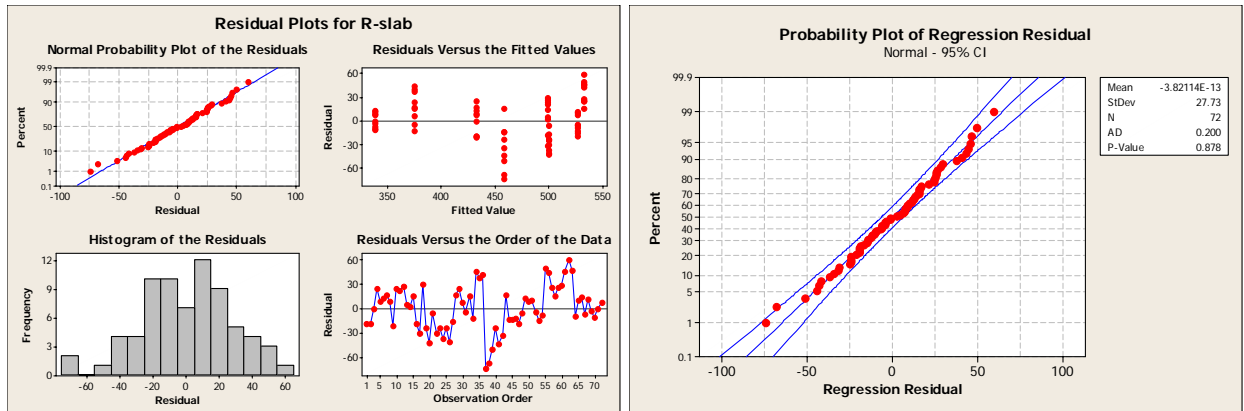 Residual Plots for R-slab
Normal Probability Plot of the Residuals
Percent
99.9
99
90
50
10
1
0.1
-100 -50 0 50 100
Residual
Residuals Versus the Fitted Values
Residual
60
30
0
-30
-60
350 400 450 500 550
Fitted Value
Histogram of the Residuals
Frequency
12
9
6
3
0
-60 -40 -20 0 20 40 60
Residual
Residuals Versus the Order of the Data
Residual
60
30
0
-30
-60
1 5 10 15 20 25 30 35 40 45 50 55 60 65 70
Observation Order
Probability Plot of Regression Residual
Normal - 95% CI
Percent
99.9
99
95
90
80
70
60
50
40
30
20
10
5
1
0.1
-100 -50 0 50 100
Regression Residual
Mean -3.82114E-13
StDev 27.73
N 72
AD 0.200
P-Value 0.878